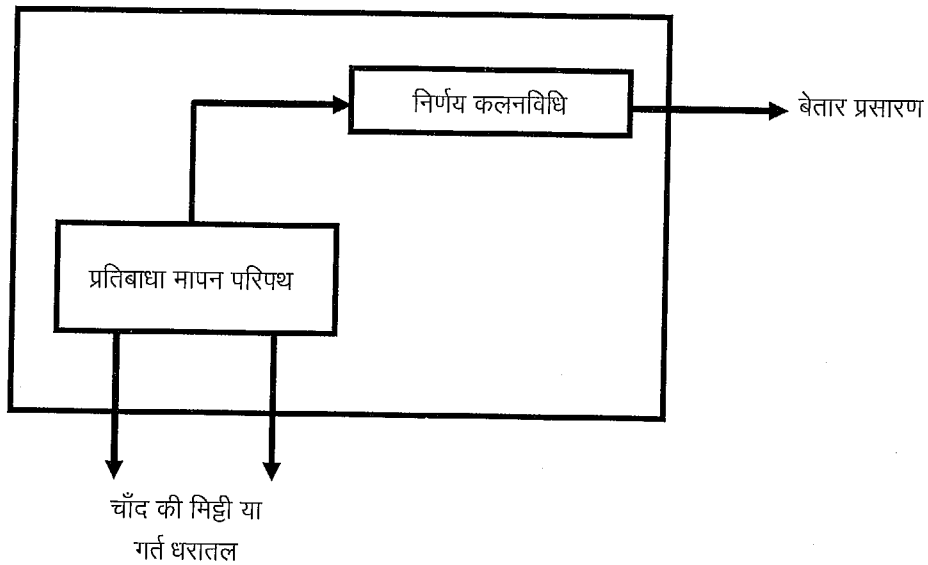 निर्णय कलनविधि
बेतार प्रसारण
प्रतिबाधा मापन परिपथ
चाँद की मिट्टी या
गर्त धरातल